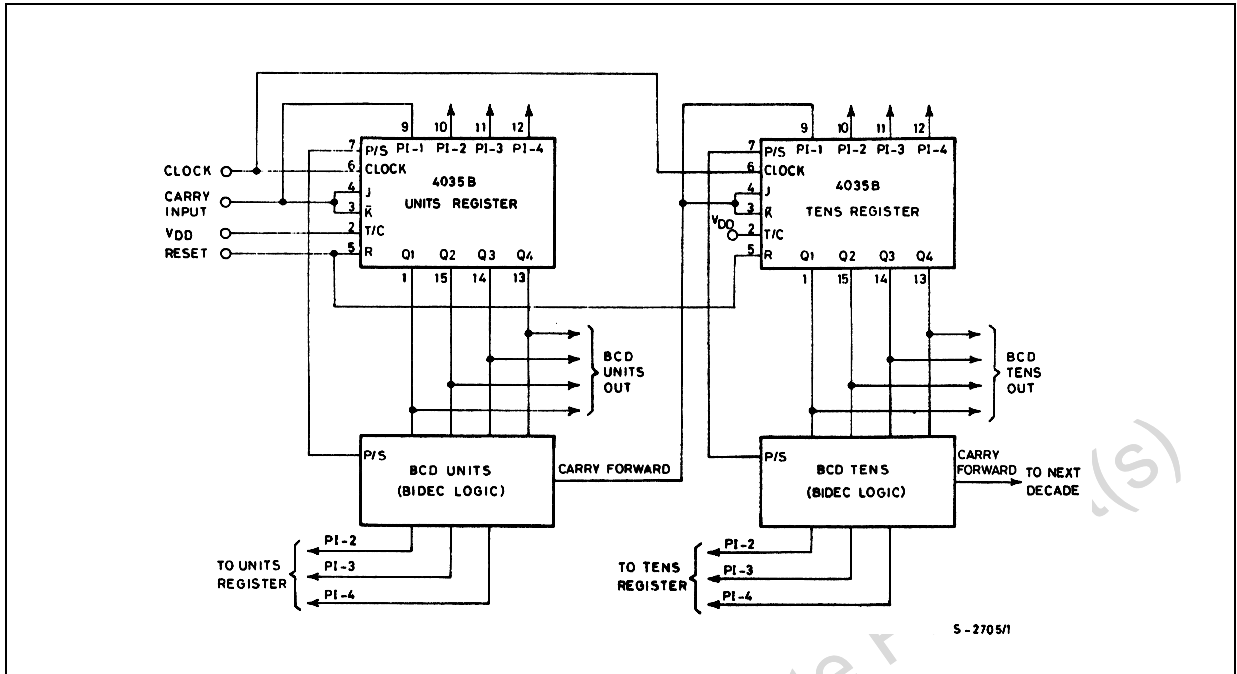 9 10 11 12
7 P/S PI-1 PI-2 PI-3 PI-4
CLOCK 6 CLOCK
CARRY INPUT 4 J 4035B
3 K̅ UNITS REGISTER
VDD 2 T/C
RESET 5 R Q1 Q2 Q3 Q4
1 15 14 13
BCD UNITS OUT
P/S BCD UNITS (BIDEC LOGIC)
CARRY FORWARD
TO UNITS REGISTER
PI-2
PI-3
PI-4
9 10 11 12
7 P/S PI-1 PI-2 PI-3 PI-4
6 CLOCK
4 J 4035B
3 K̅ TENS REGISTER
VDD 2 T/C
5 R Q1 Q2 Q3 Q4
1 15 14 13
BCD TENS OUT
P/S BCD TENS (BIDEC LOGIC)
CARRY FORWARD
TO NEXT DECADE
TO TENS REGISTER
PI-2
PI-3
PI-4
S-2705/1